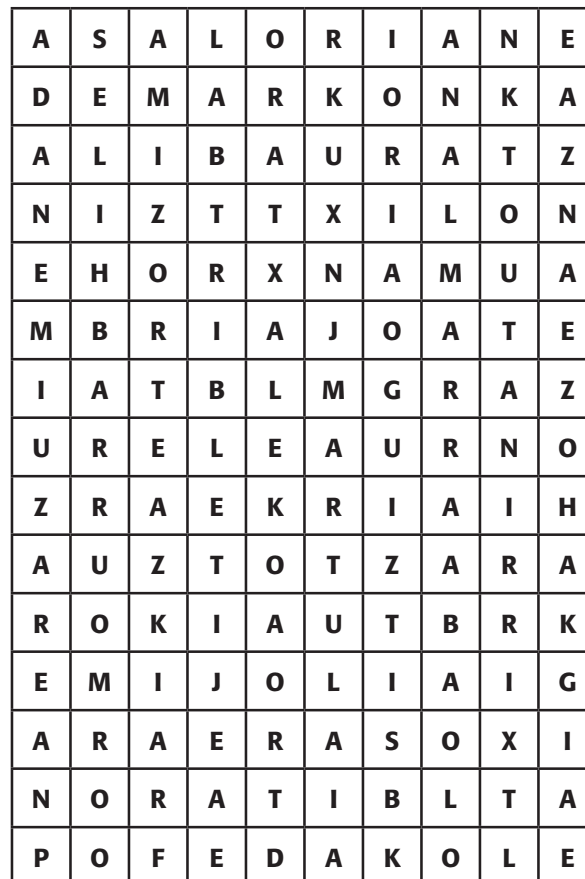 A S A L O R I A N E
D E M A R K O N K A
A L I B A U R A T Z
N I Z T T X I L O N
E H O R X N A M U A
M B R I A J O A T E
I A T B L M G R A Z
U R E L E A U R N O
Z R A E K R I A I H
A U Z T O T Z A R A
R O K I A U T B R K
E M I J O L I A I G
A R A E R A S O X I
N O R A T I B L T A
P O F E D A K O L E